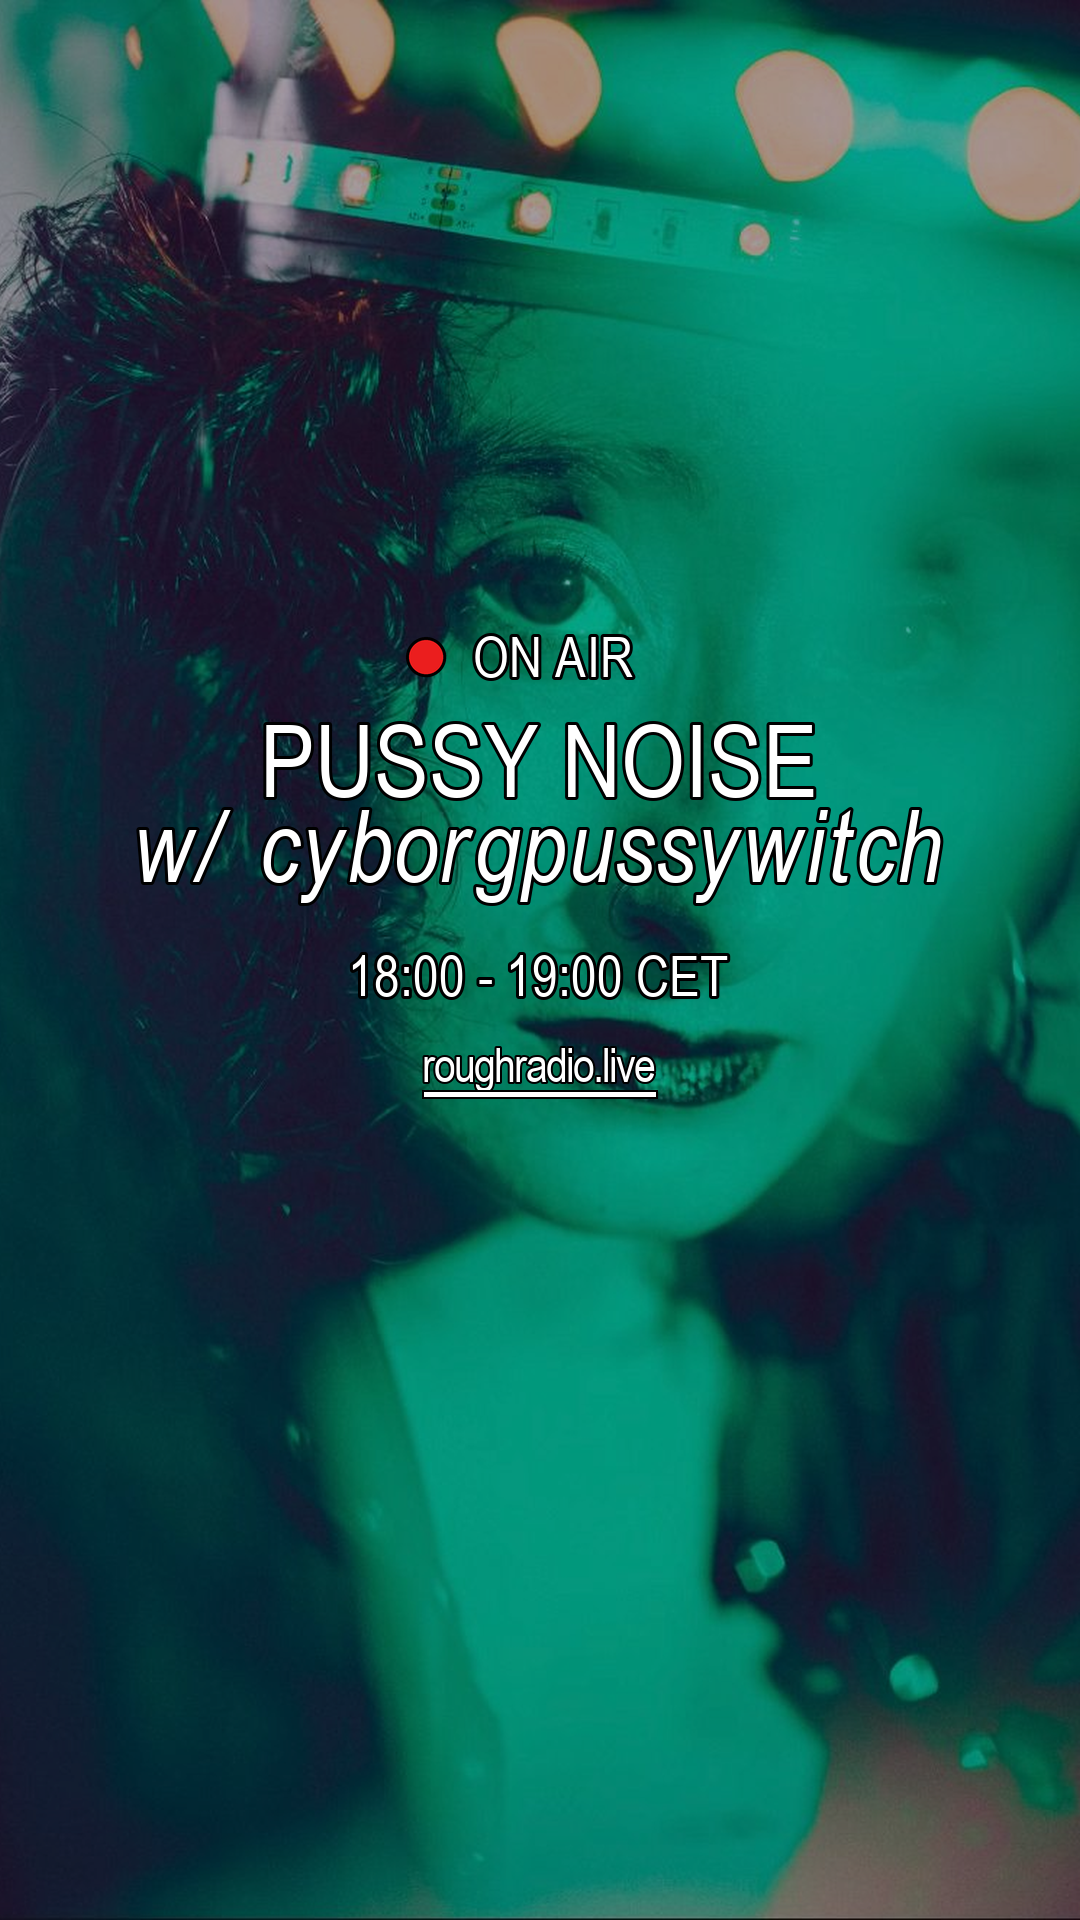 ON AIR
PUSSY NOISE
w/ cyborgpussywitch
18:00 - 19:00 CET
roughradio.live